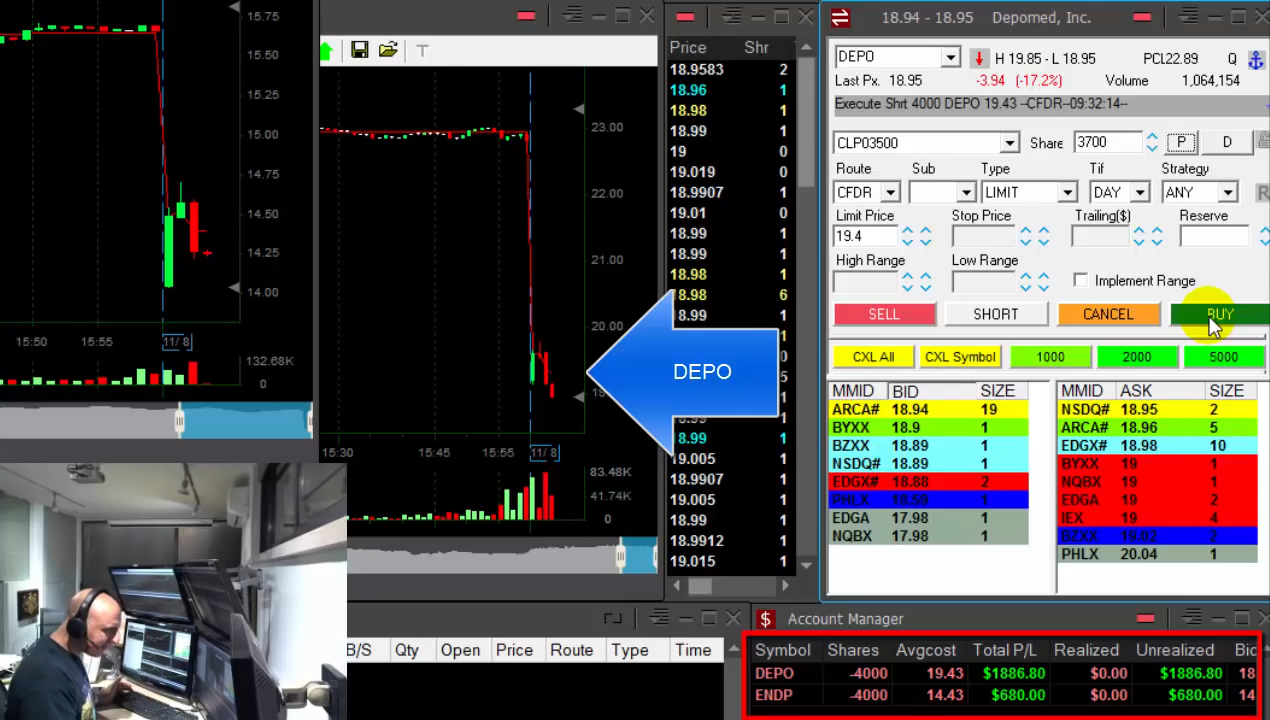 15.75
15.50
15.25
15.00
14.75
14.50
14.25
14.00
15:50 15:55 11/ 8
132.68K
0
T
23.00
22.00
21.00
20.00
15:30 15:45 15:55 11/ 8
83.48K
41.74K
0
DEPO
Price Shr
18.9583 2
18.96 1
18.98 1
18.99 1
19 0
19.019 0
18.9907 1
19.01 0
18.99 1
18.99 1
18.98 1
18.98 6
18.99 1
18.99 1
19.005 1
18.9907 1
19.005 1
18.99 1
18.9912 1
19.015 1
18.94 - 18.95 Depomed, Inc.
DEPO H 19.85 - L 18.95 PCL22.89 Q
Last Px. 18.95 -3.94 (-17.2%) Volume 1,064,154
Execute Shrt 4000 DEPO 19.43 --CFDR--09:32:14--
CLP03500 Share 3700 P D
Route Sub Type Tif Strategy
CFDR LIMIT DAY ANY R
Limit Price Stop Price Trailing($) Reserve
19.4
High Range Low Range Implement Range
SELL SHORT CANCEL BUY
CXL All CXL Symbol 1000 2000 5000
MMID BID SIZE MMID ASK SIZE
ARCA# 18.94 19 NSDQ# 18.95 2
BYXX 18.9 1 ARCA# 18.96 5
BZXX 18.89 1 EDGX# 18.98 10
NSDQ# 18.89 1 BYXX 19 1
EDGX# 18.88 2 NQBX 19 1
PHLX 18.59 1 EDGA 19 2
EDGA 17.98 1 IEX 19 4
NQBX 17.98 1 BZXX 19.02 2
PHLX 20.04 1
B/S Qty Open Price Route Type Time
$ Account Manager
Symbol Shares Avgcost Total P/L Realized Unrealized Bid
DEPO -4000 19.43 $1886.80 $0.00 $1886.80 18
ENDP -4000 14.43 $680.00 $0.00 $680.00 14